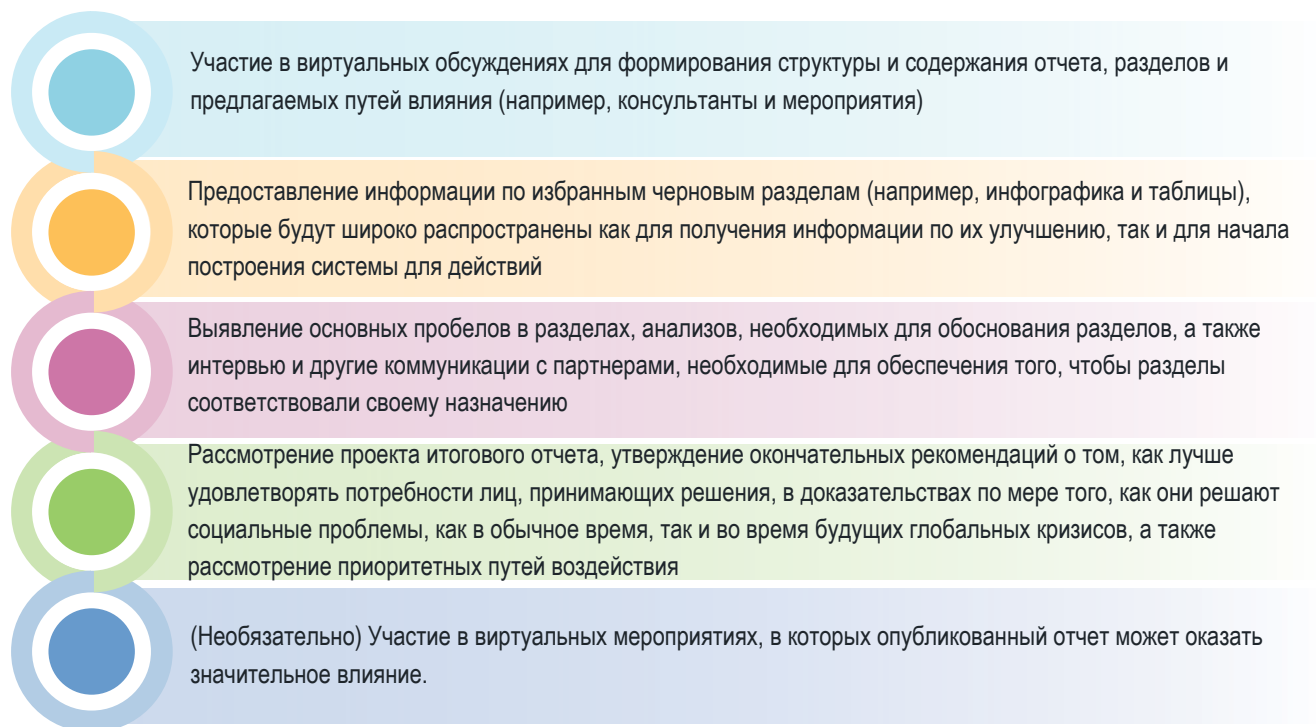 Участие в виртуальных обсуждениях для формирования структуры и содержания отчета, разделов и
предлагаемых путей влияния (например, консультанты и мероприятия)
Предоставление информации по избранным черновым разделам (например, инфографика и таблицы),
которые будут широко распространены как для получения информации по их улучшению, так и для начала
построения системы для действий
Выявление основных пробелов в разделах, анализов, необходимых для обоснования разделов, а также
интервью и другие коммуникации с партнерами, необходимые для обеспечения того, чтобы разделы
соответствовали своему назначению
Рассмотрение проекта итогового отчета, утверждение окончательных рекомендаций о том, как лучше
удовлетворять потребности лиц, принимающих решения, в доказательствах по мере того, как они решают
социальные проблемы, как в обычное время, так и во время будущих глобальных кризисов, а также
рассмотрение приоритетных путей воздействия
(Необязательно) Участие в виртуальных мероприятиях, в которых опубликованный отчет может оказать
значительное влияние.